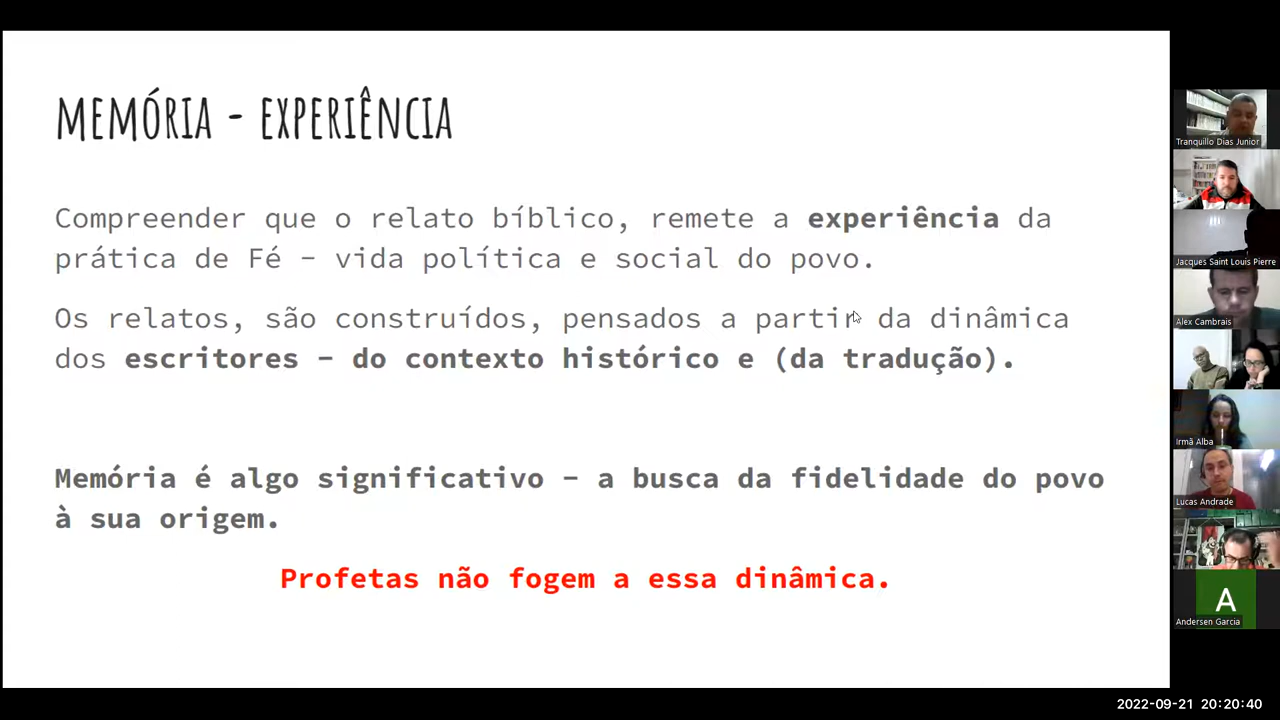 MEMÓRIA - EXPERIÊNCIA
Compreender que o relato bíblico, remete a experiência da
prática de Fé - vida política e social do povo.
Os relatos, são construídos, pensados a partir da dinâmica
dos escritores - do contexto histórico e (da tradução).
Memória é algo significativo - a busca da fidelidade do povo
à sua origem.
Profetas não fogem a essa dinâmica.
Tranquillo Dias Junior
Jacques Saint Louis Pierre
Alex Cambrais
Irmã Alba
Lucas Andrade
A
Andersen Garcia
2022-09-21 20:20:40